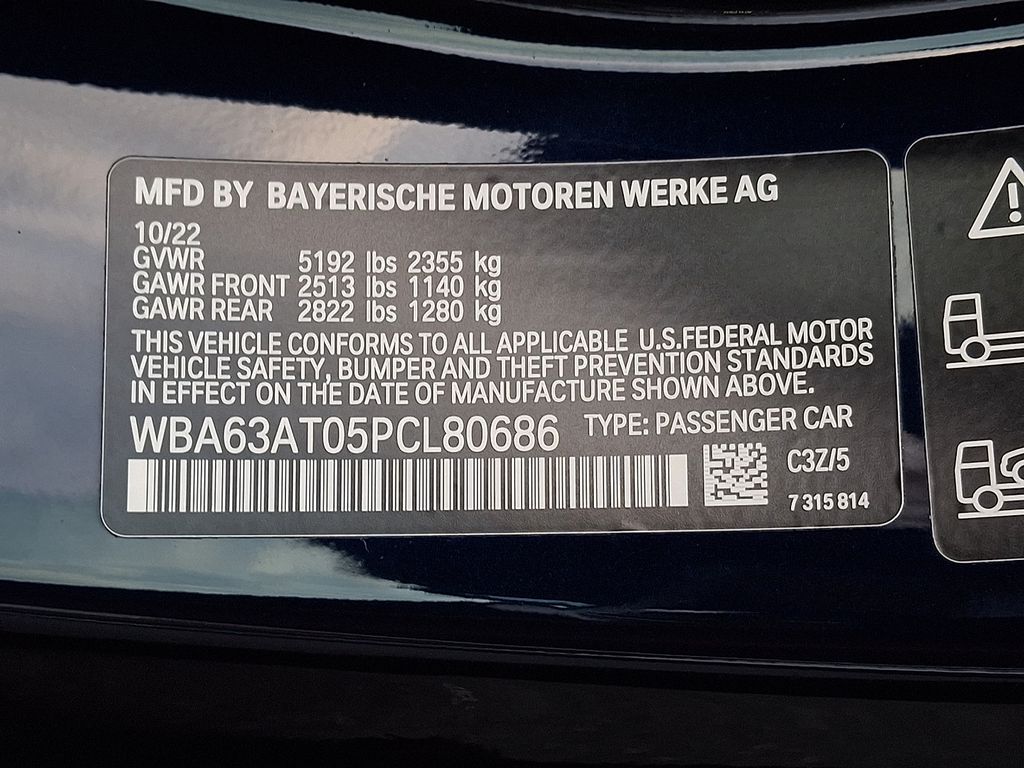 MFD BY BAYERISCHE MOTOREN WERKE AG
10/22
GVWR 5192 lbs 2355 kg
GAWR FRONT 2513 lbs 1140 kg
GAWR REAR 2822 lbs 1280 kg
THIS VEHICLE CONFORMS TO ALL APPLICABLE U.S.FEDERAL MOTOR
VEHICLE SAFETY, BUMPER AND THEFT PREVENTION STANDARDS
IN EFFECT ON THE DATE OF MANUFACTURE SHOWN ABOVE.
WBA63AT05PCL80686 TYPE: PASSENGER CAR
C3Z/5
7 315 814